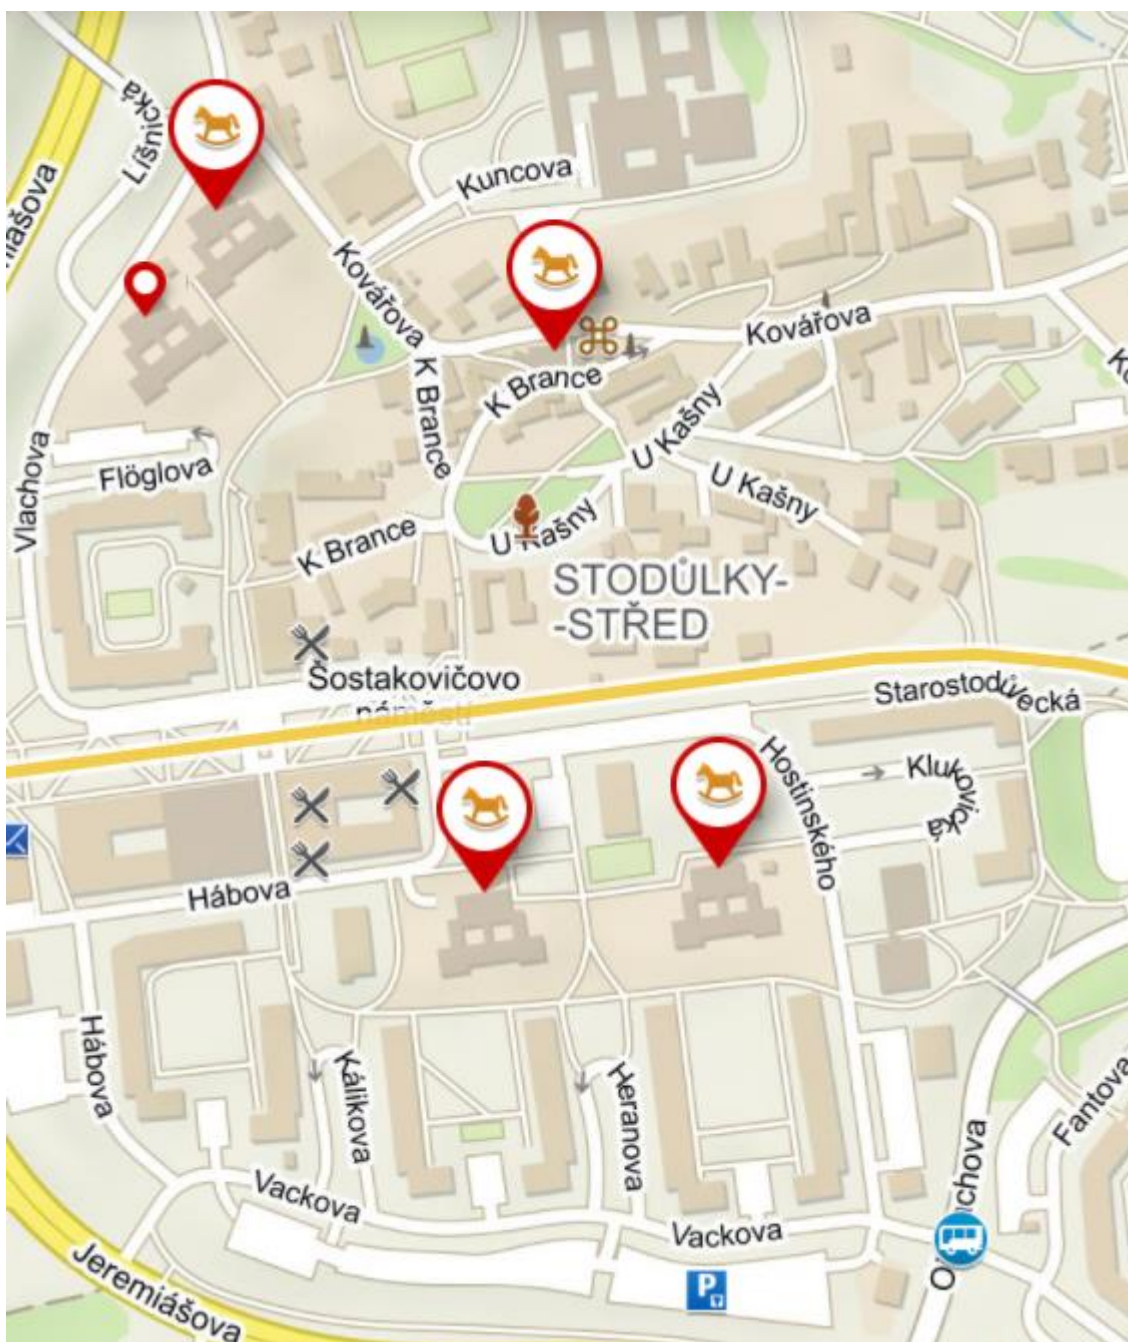 Líšnická
Kuncova
Kovářova
Kovářova
K Brance
K Brance
U Kašny
Vlachova
Flöglova
U Kašny
K Brance
U Kašny
STODŮLKY-
-STŘED
Šostakovičovo
náměstí
Starostodůlecká
Hostinského
Klukovická
Hábova
Hábova
Kálikova
Heranova
Fantova
Vackova
Vackova
Jeremiášova
P